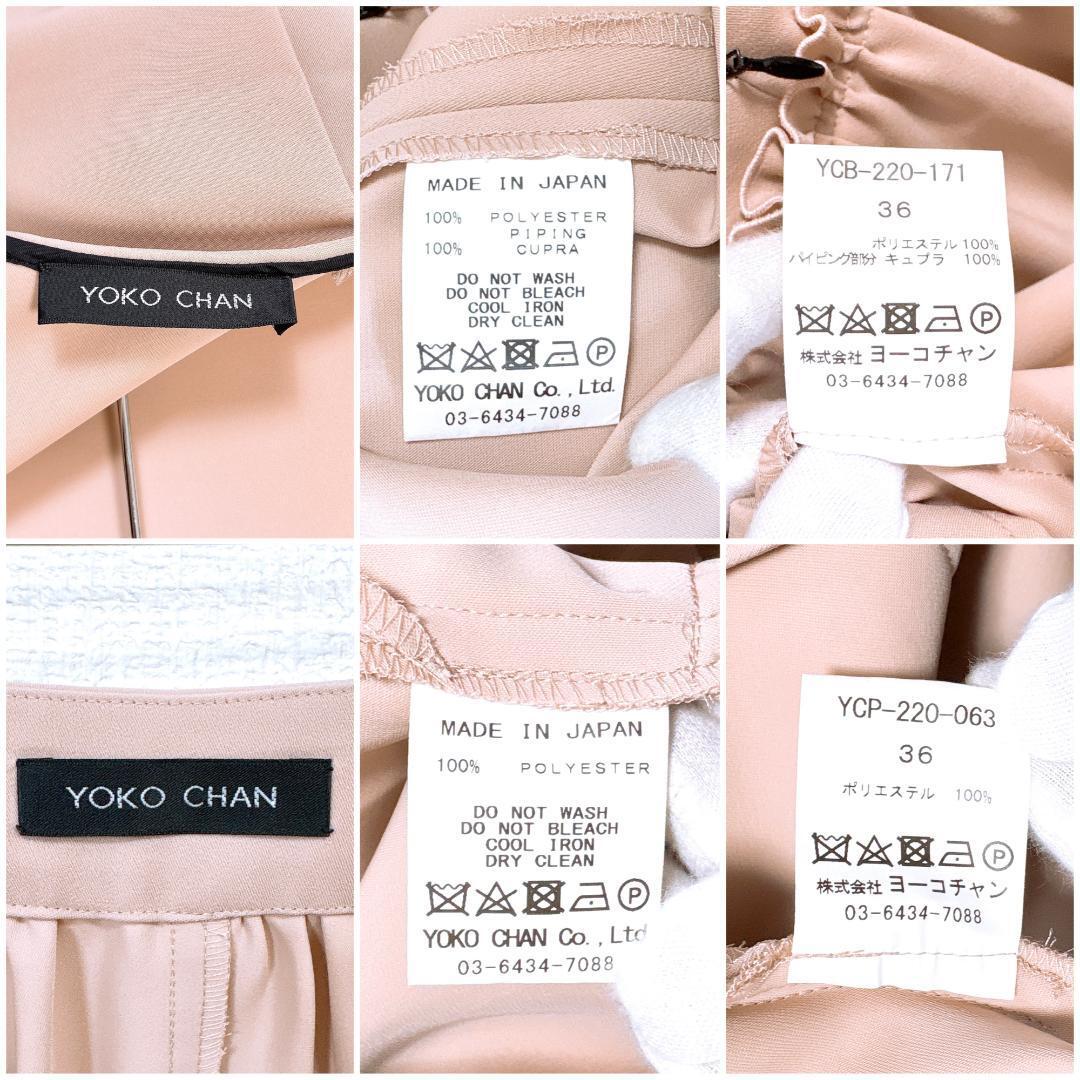 YOKO CHAN
MADE IN JAPAN
100% POLYESTER
PIPING
100% CUPRA
DO NOT WASH
DO NOT BLEACH
COOL IRON
DRY CLEAN
P
YOKO CHAN Co.,Ltd.
03-6434-7088
YCB-220-171
36
ポリエステル 100%
パイピング部分 キュプラ 100%
P
株式会社 ヨーコチャン
03-6434-7088
YOKO CHAN
MADE IN JAPAN
100% POLYESTER
DO NOT WASH
DO NOT BLEACH
COOL IRON
DRY CLEAN
P
YOKO CHAN Co.,Ltd
03-6434-7088
YCP-220-063
36
ポリエステル 100%
P
株式会社 ヨーコチャン
03-6434-7088